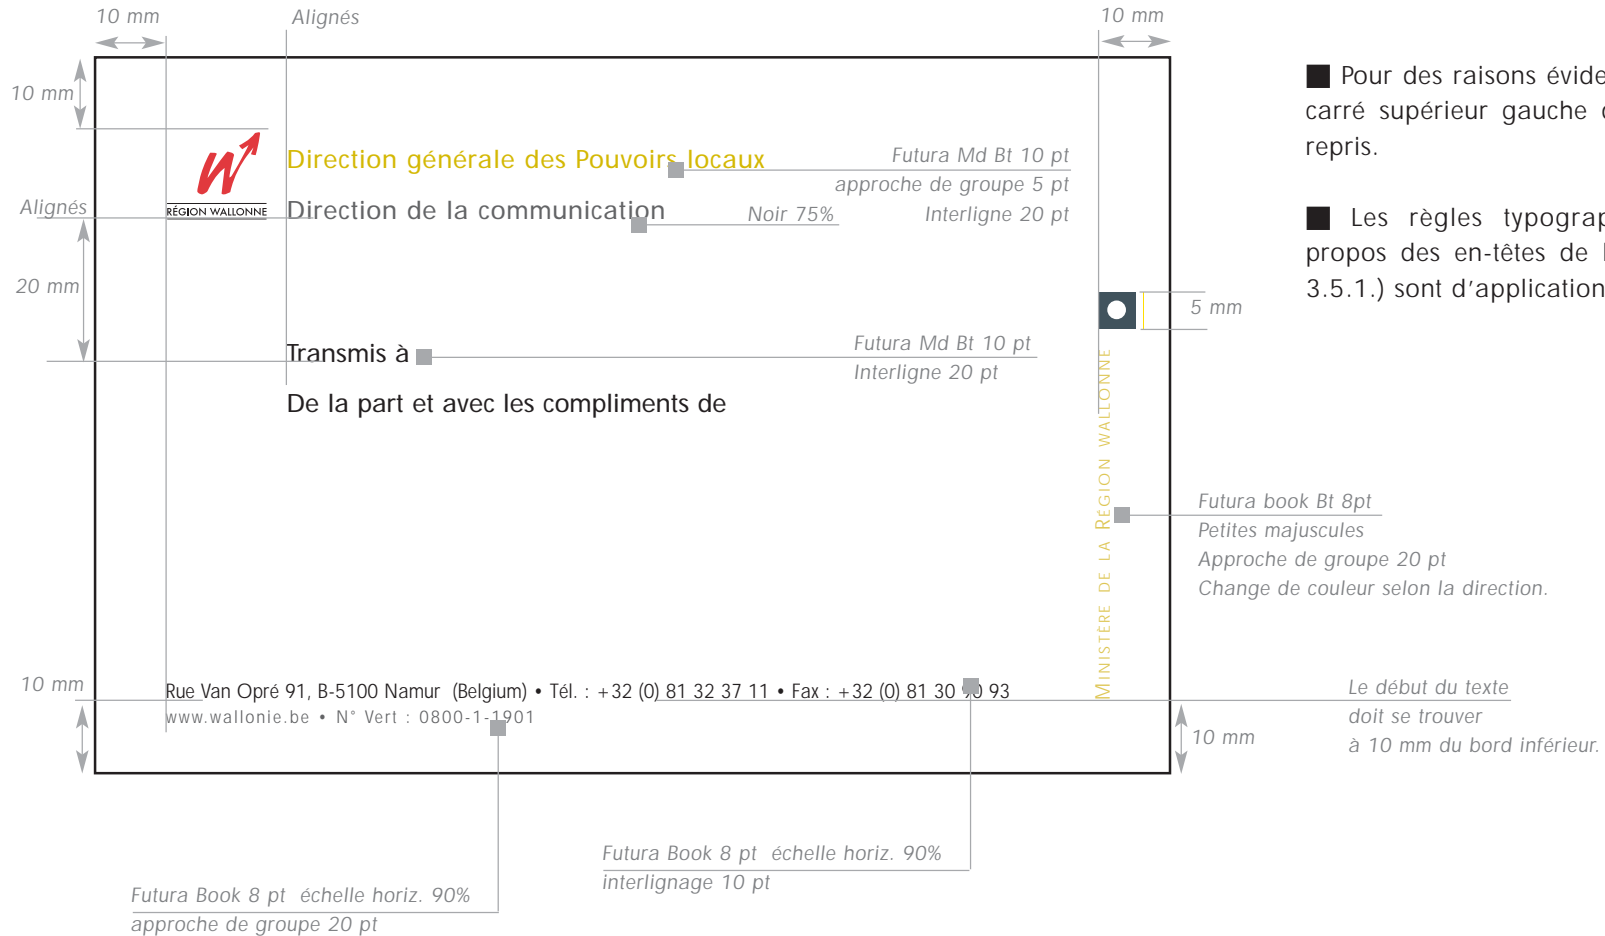 10 mm
Alignés
10 mm
10 mm
RÉGION WALLONNE
Direction générale des Pouvoirs locaux
Futura Md Bt 10 pt
approche de groupe 5 pt
Interligne 20 pt
Alignés
Direction de la communication
Noir 75%
20 mm
5 mm
Transmis à
Futura Md Bt 10 pt
Interligne 20 pt
De la part et avec les compliments de
MINISTÈRE DE LA RÉGION WALLONNE
Futura book Bt 8pt
Petites majuscules
Approche de groupe 20 pt
Change de couleur selon la direction.
10 mm
Rue Van Opré 91, B-5100 Namur (Belgium) • Tél. : +32 (0) 81 32 37 11 • Fax : +32 (0) 81 30 90 93
www.wallonie.be • N° Vert : 0800-1-1901
Le début du texte
doit se trouver
à 10 mm du bord inférieur.
10 mm
Futura Book 8 pt échelle horiz. 90%
interlignage 10 pt
Futura Book 8 pt échelle horiz. 90%
approche de groupe 20 pt
■ Pour des raisons
carré supérieur gauche
repris.
■ Les règles
propos des en-têtes de
3.5.1.) sont d'application